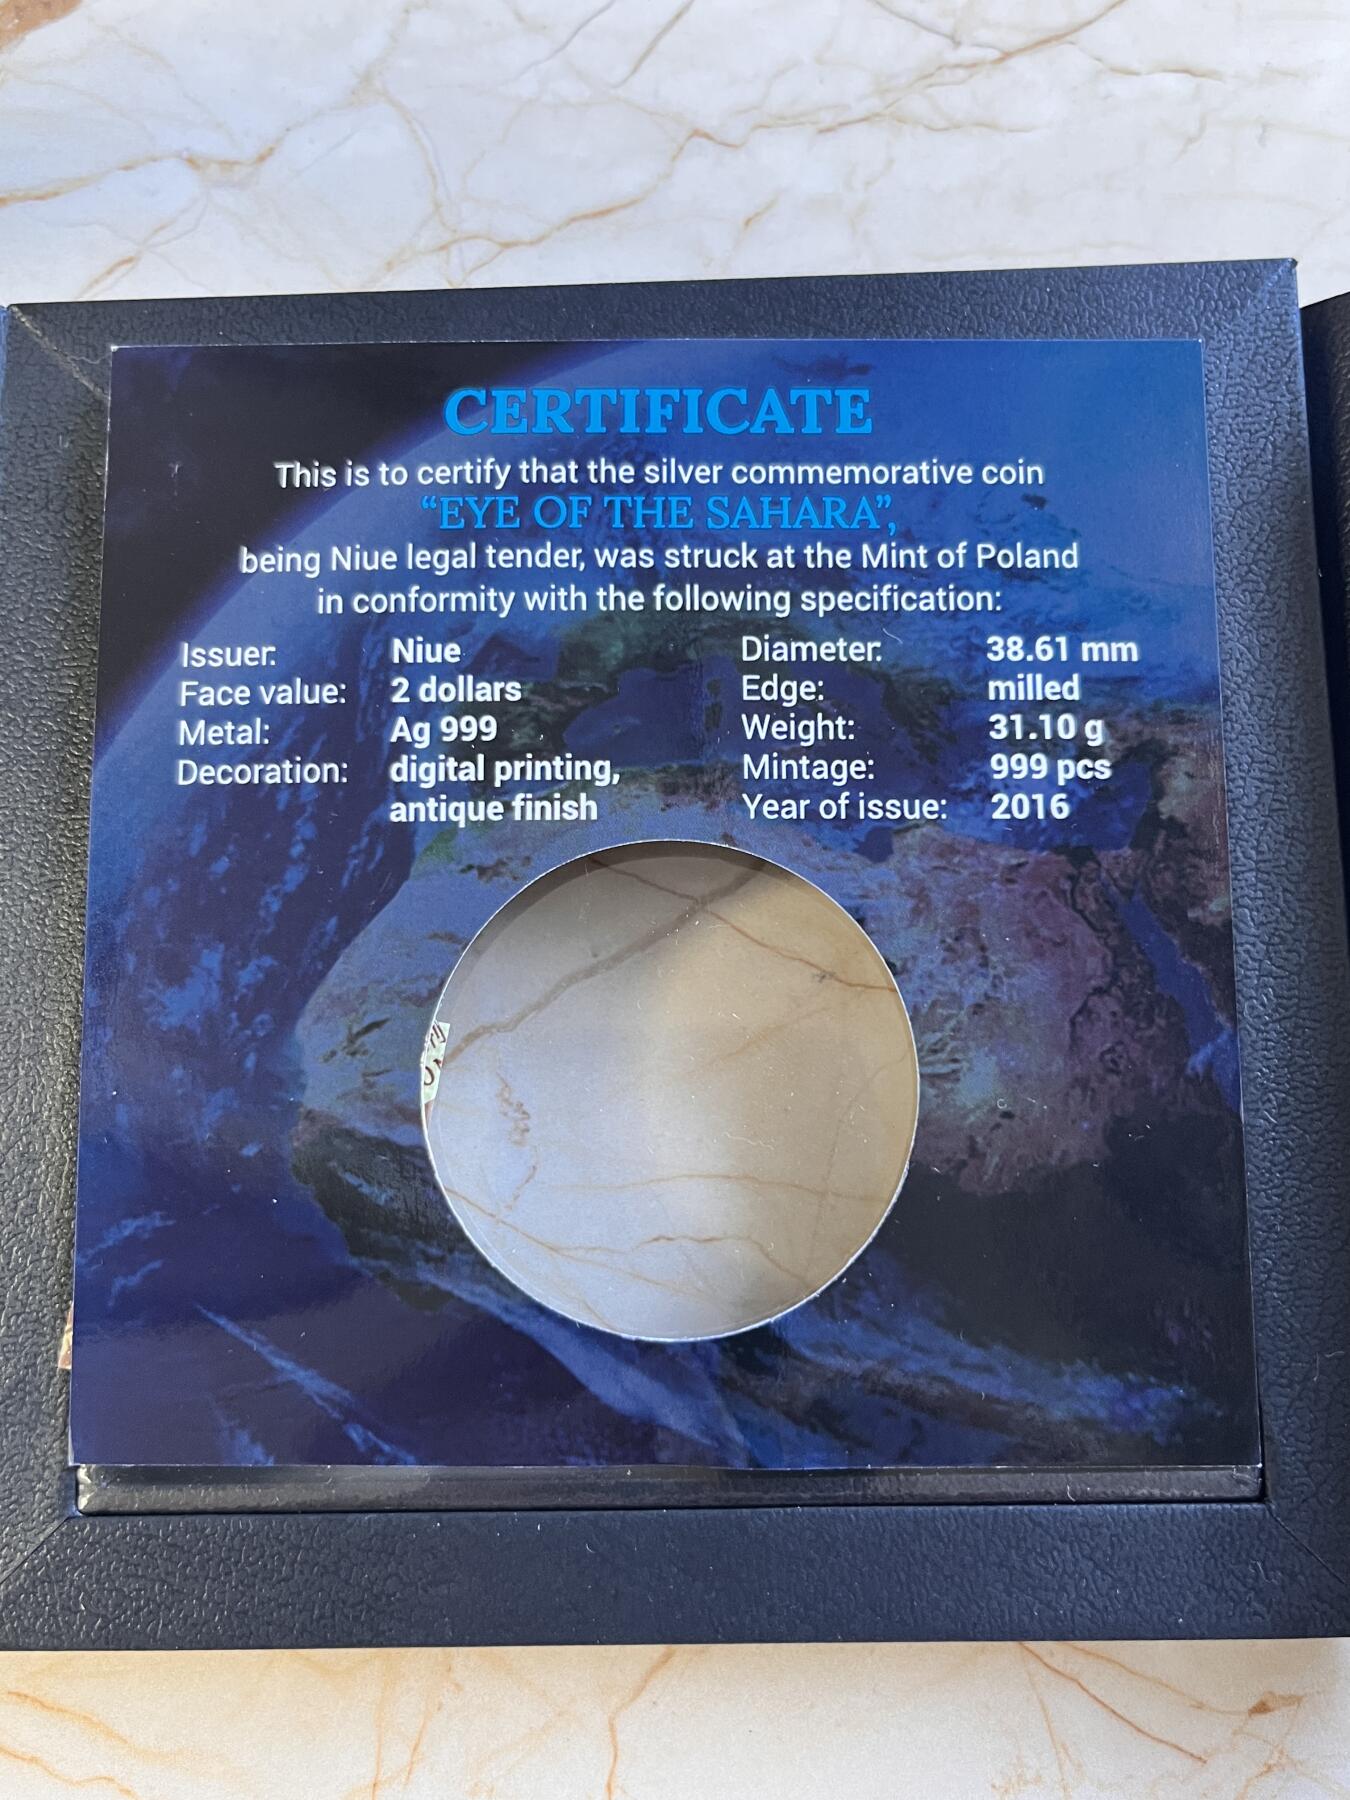 CERTIFICATE
This is to certify that the silver commemorative coin
“EYE OF THE SAHARA”,
being Niue legal tender, was struck at the Mint of Poland
in conformity with the following specification:
Issuer: Niue
Face value: 2 dollars
Metal: Ag 999
Decoration: digital printing,
antique finish
Diameter: 38.61 mm
Edge: milled
Weight: 31.10 g
Mintage: 999 pcs
Year of issue: 2016